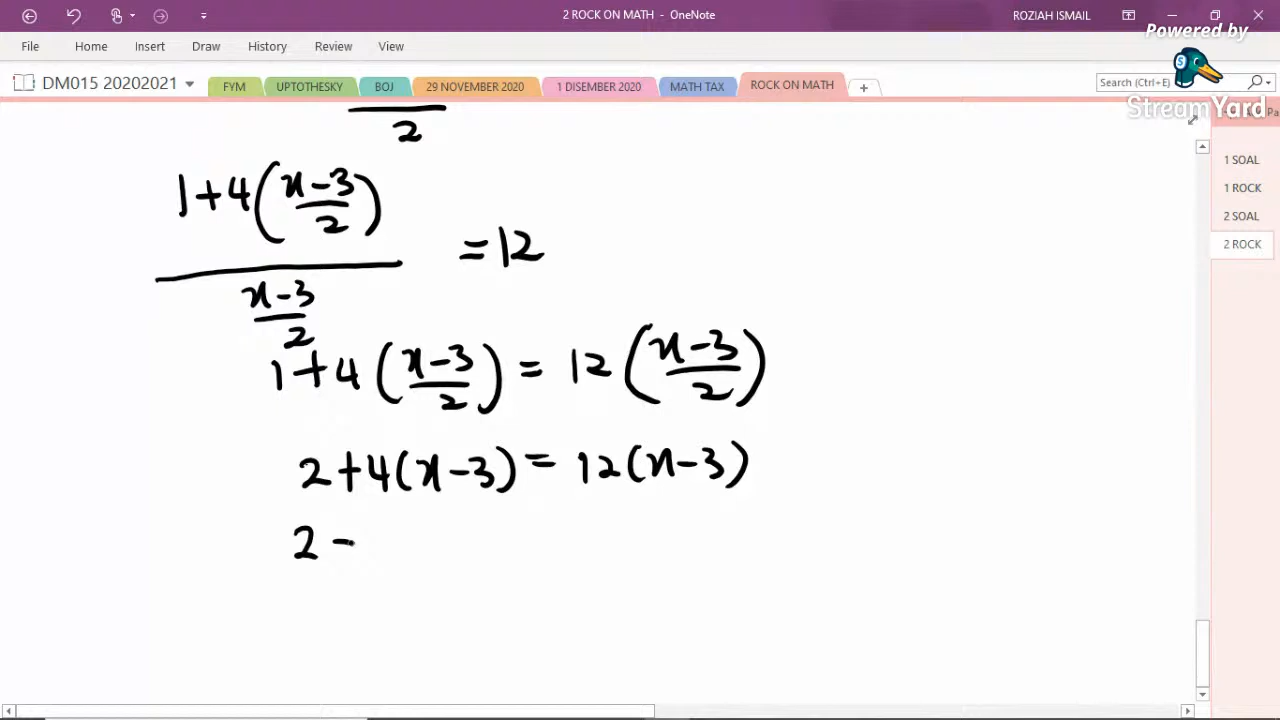 2 ROCK ON MATH - OneNote
ROZIAH ISMAIL
Powered by
File Home Insert Draw History Review View
DM015 20202021
FYM UPTOTHESKY BOJ 29 NOVEMBER 2020 1 DISEMBER 2020 MATH TAX ROCK ON MATH +
Search (Ctrl+E)
StreamYard
Pa
1 SOAL
1 ROCK
2 SOAL
2 ROCK
2
1+4(x-3/2)
x-3/2
=12
1+4(x-3/2) = 12(x-3/2)
2+4(x-3) = 12(x-3)
2 -